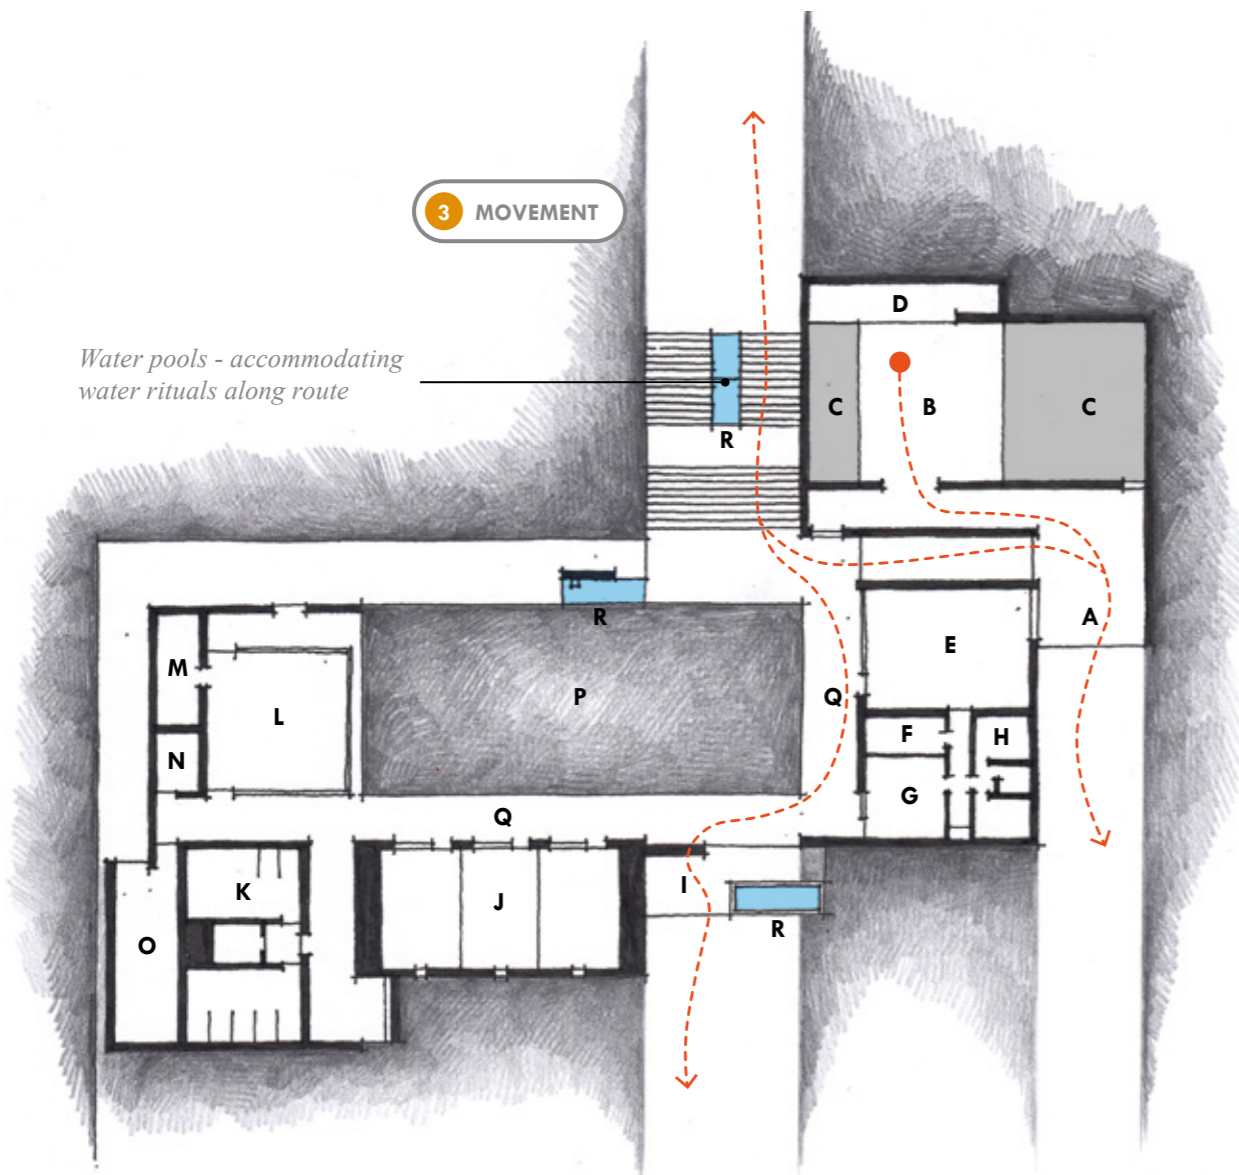 3 MOVEMENT
D
Water pools - accommodating
water rituals along route
C B C
R
R
A
E
M
P
Q
L
F H
N
G
Q
I
K
J
R
O